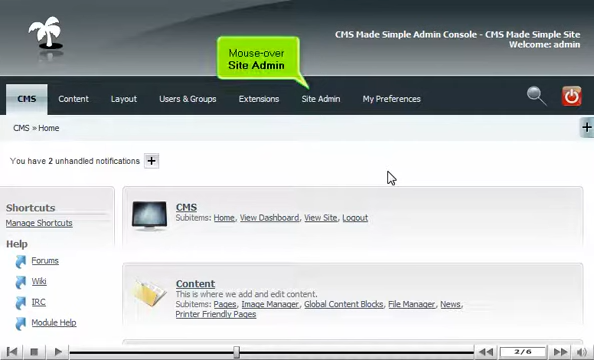 CMS Made Simple Admin Console - CMS Made Simple Site
Welcome: admin
Mouse-over
Site Admin
CMS Content Layout Users & Groups Extensions Site Admin My Preferences
CMS » Home
You have 2 unhandled notifications
Shortcuts
Manage Shortcuts
Help
Forums
Wiki
IRC
Module Help
CMS
Subitems: Home, View Dashboard, View Site, Logout
Content
This is where we add and edit content.
Subitems: Pages, Image Manager, Global Content Blocks, File Manager, News,
Printer Friendly Pages
2/6